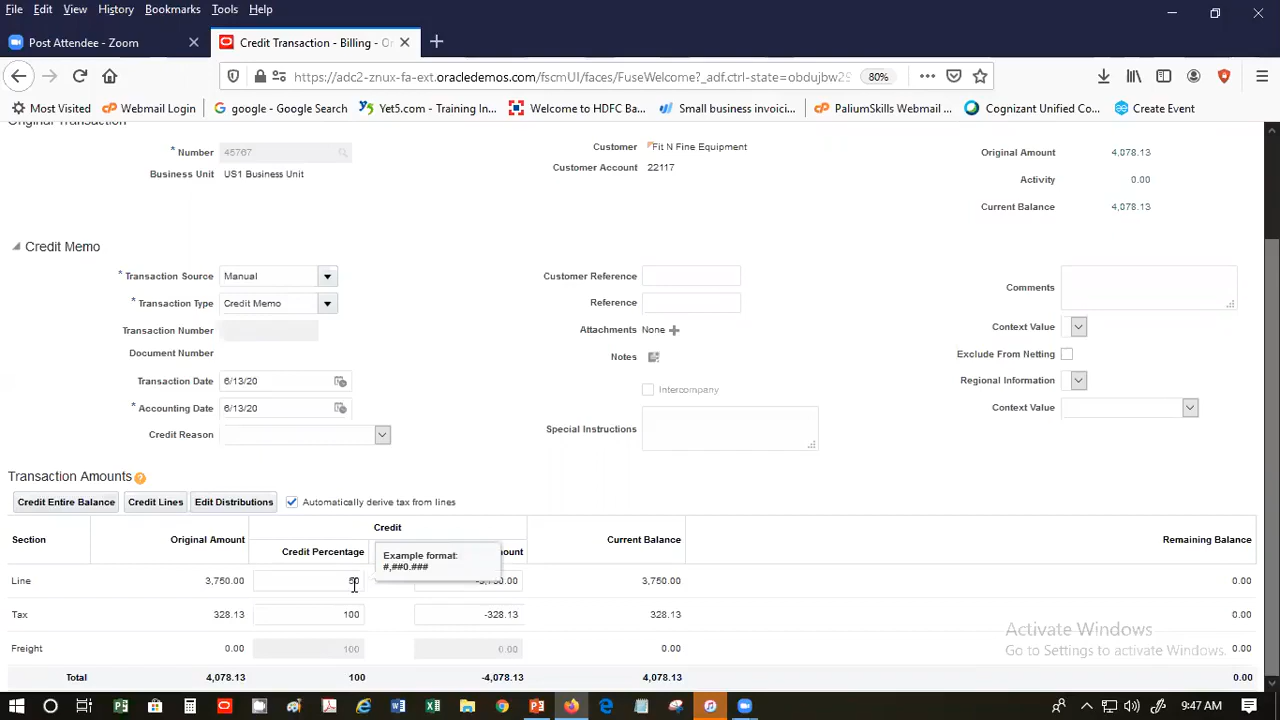 File Edit View History Bookmarks Tools Help
Post Attendee - Zoom
Credit Transaction - Billing - Or
https://adc2-znux-fa-ext.oracledemos.com/fscmUI/faces/FuseWelcome?_adf.ctrl-state=obdujbw29 80%
Most Visited Webmail Login google - Google Search Yet5.com - Training In... Welcome to HDFC Ba... Small business invoici... PaliumSkills Webmail ... Cognizant Unified Co... Create Event
Original Transaction
* Number 45767 Customer Fit N Fine Equipment Original Amount 4,078.13
Business Unit US1 Business Unit Customer Account 22117
Activity 0.00
Current Balance 4,078.13
Credit Memo
* Transaction Source Manual Customer Reference Comments
* Transaction Type Credit Memo Reference
Transaction Number Attachments None Context Value
Document Number Notes Exclude From Netting
Transaction Date 6/13/20 Intercompany Regional Information
* Accounting Date 6/13/20 Context Value
Credit Reason Special Instructions
Transaction Amounts
Credit Entire Balance Credit Lines Edit Distributions Automatically derive tax from lines
Credit
Section Original Amount Credit Percentage Current Balance Remaining Balance
Example format:
#,##0.###
Line 3,750.00 50 -3,750.00 3,750.00 0.00
Tax 328.13 100 -328.13 328.13 0.00
Freight 0.00 100 0.00 0.00 0.00
Total 4,078.13 100 -4,078.13 4,078.13 0.00
Activate Windows
Go to Settings to activate Windows.
9:47 AM